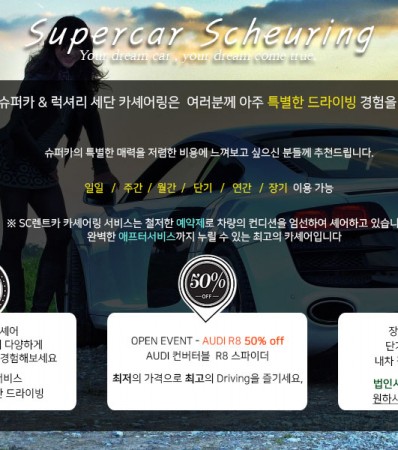 Supercar Scheuring
Your dream car , your dream come true.
슈퍼카 & 럭셔리 세단 카셰어링은 여러분께 아주 특별한 드라이빙 경험을
슈퍼카의 특별한 매력을 저렴한 비용에 느껴보고 싶으신 분들께 추천드립니다.
일일 / 주간 / 월간 / 단기 / 연간 / 장기 이용 가능
※ SC렌트카 카셰어링 서비스는 철저한 예약제로 차량의 컨디션을 엄선하여 셰어하고 있습니
완벽한 애프터서비스까지 누릴 수 있는 최고의 카셰어입니다
50%
OFF
셰어
다양하게
경험해보세요
서비스
드라이빙
OPEN EVENT - AUDI R8 50% off
AUDI 컨버터블 R8 스파이더
최저의 가격으로 최고의 Driving을 즐기세요.
장
단기
내차
법인
원하시